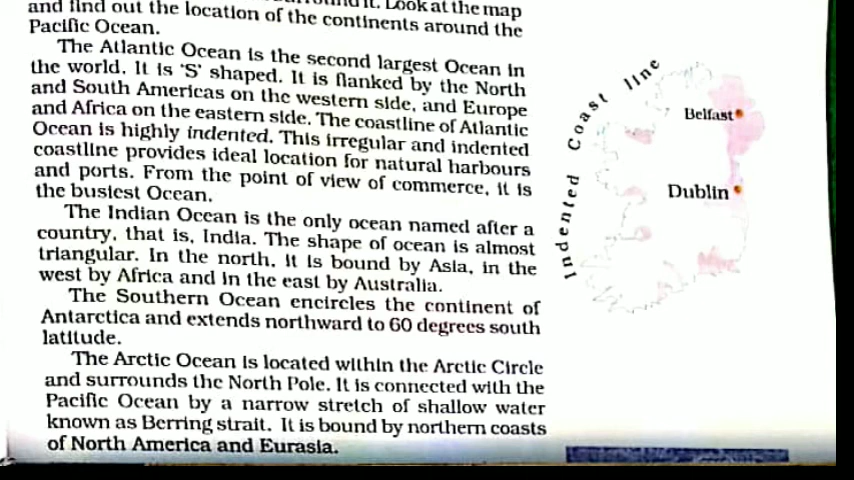 and find out the location of the continents around the
Pacific Ocean.
The Atlantic Ocean is the second largest Ocean in
the world. It is ‘S’ shaped. It is flanked by the North
and South Americas on the western side, and Europe
and Africa on the eastern side. The coastline of Atlantic
Ocean is highly indented. This irregular and indented
coastline provides ideal location for natural harbours
and ports. From the point of view of commerce, it is
the busiest Ocean.
The Indian Ocean is the only ocean named after a
country, that is, India. The shape of ocean is almost
triangular. In the north, it is bound by Asia, in the
west by Africa and in the east by Australia.
The Southern Ocean encircles the continent of
Antarctica and extends northward to 60 degrees south
latitude.
The Arctic Ocean is located within the Arctic Circle
and surrounds the North Pole. It is connected with the
Pacific Ocean by a narrow stretch of shallow water
known as Berring strait. It is bound by northern coasts
of North America and Eurasia.
Indented Coast line
Belfast
Dublin